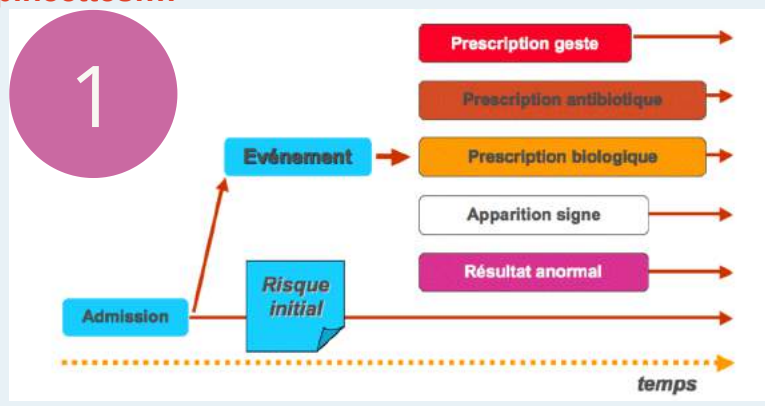 1
Prescription geste
Prescription antibiotique
Evénement
Prescription biologique
Apparition signe
Résultat anormal
Risque
initial
Admission
temps